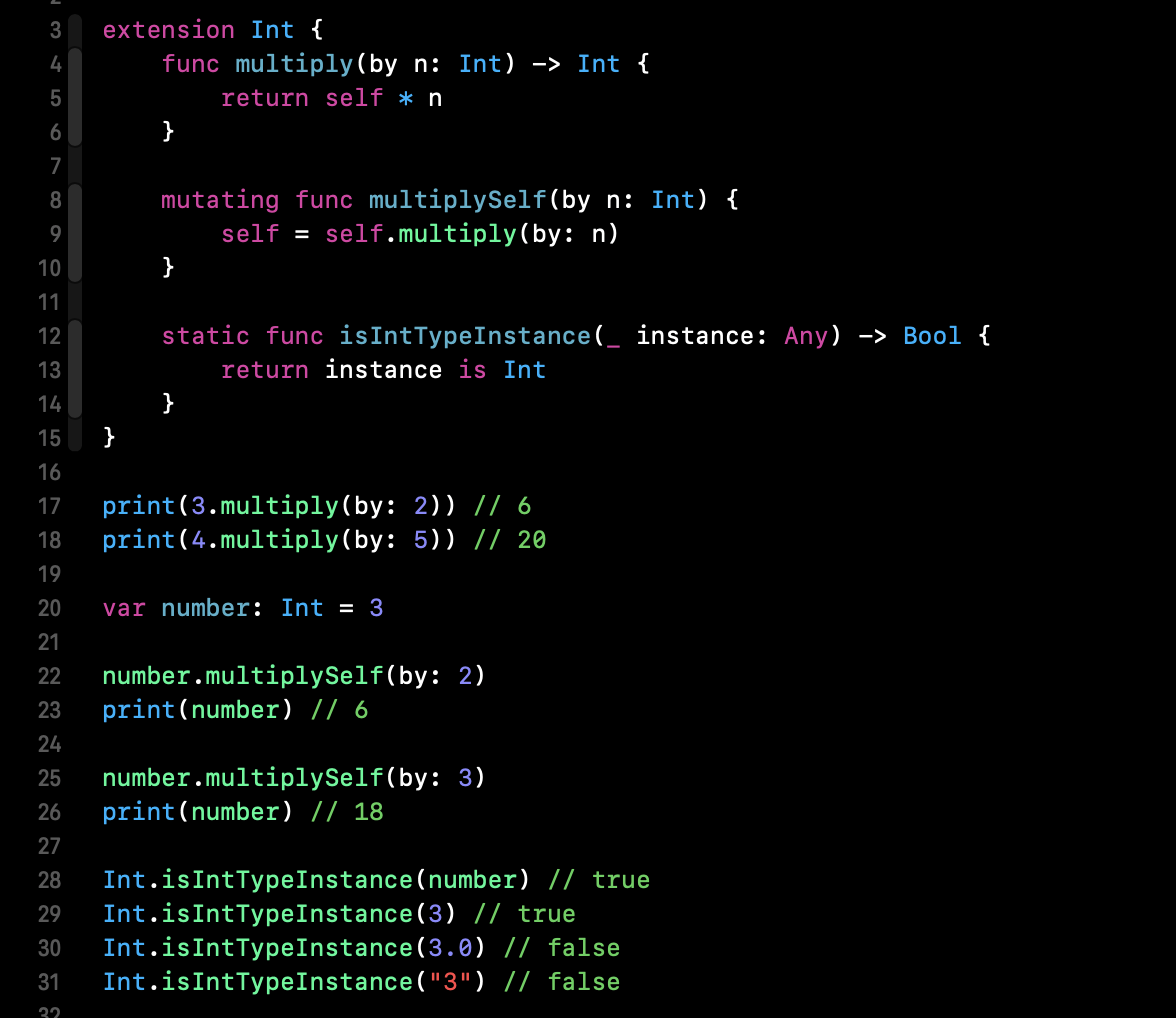 3 extension Int {
4 func multiply(by n: Int) -> Int {
5 return self * n
6 }
7
8 mutating func multiplySelf(by n: Int) {
9 self = self.multiply(by: n)
10 }
11
12 static func isIntTypeInstance(_ instance: Any) -> Bool {
13 return instance is Int
14 }
15 }
16
17 print(3.multiply(by: 2)) // 6
18 print(4.multiply(by: 5)) // 20
19
20 var number: Int = 3
21
22 number.multiplySelf(by: 2)
23 print(number) // 6
24
25 number.multiplySelf(by: 3)
26 print(number) // 18
27
28 Int.isIntTypeInstance(number) // true
29 Int.isIntTypeInstance(3) // true
30 Int.isIntTypeInstance(3.0) // false
31 Int.isIntTypeInstance("3") // false
32